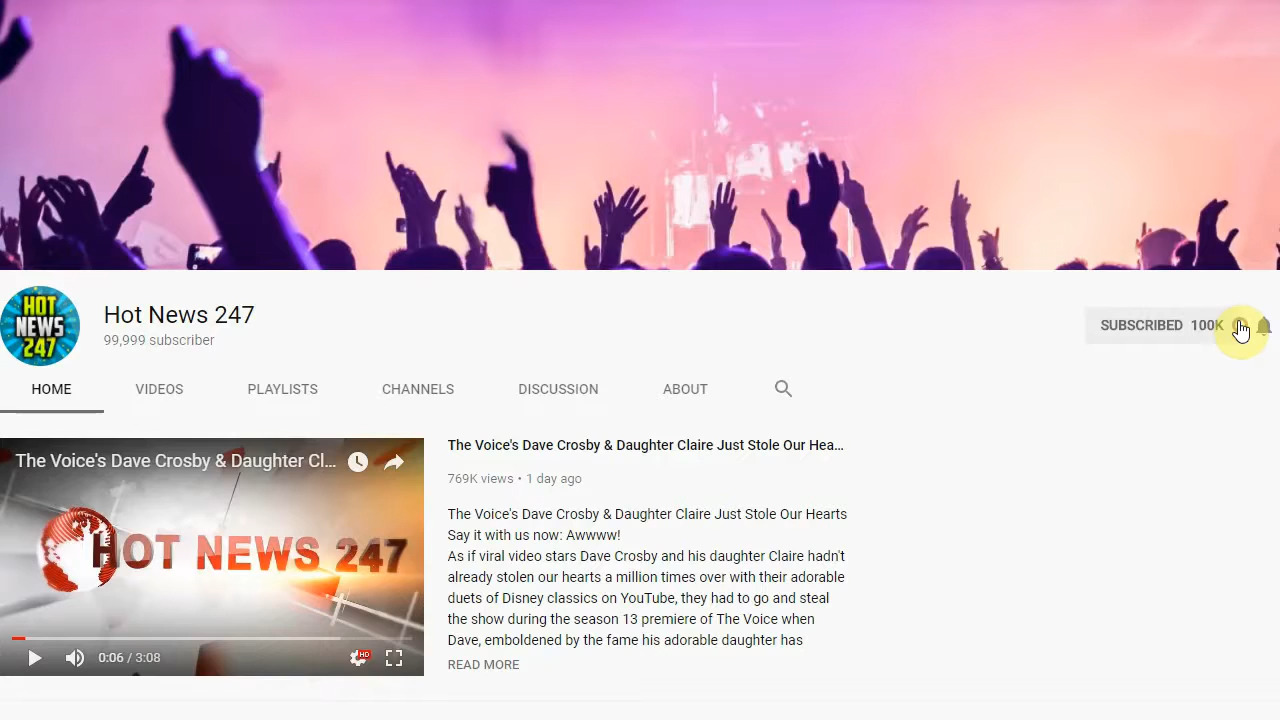 HOT
NEWS
247
Hot News 247
99,999 subscriber
SUBSCRIBED 100K
HOME VIDEOS PLAYLISTS CHANNELS DISCUSSION ABOUT
The Voice's Dave Crosby & Daughter Cl...
HOT NEWS 247
0:06 / 3:08
HD
The Voice's Dave Crosby & Daughter Claire Just Stole Our Hea...
769K views • 1 day ago
The Voice's Dave Crosby & Daughter Claire Just Stole Our Hearts
Say it with us now: Awwww!
As if viral video stars Dave Crosby and his daughter Claire hadn't
already stolen our hearts a million times over with their adorable
duets of Disney classics on YouTube, they had to go and steal
the show during the season 13 premiere of The Voice when
Dave, emboldened by the fame his adorable daughter has
READ MORE